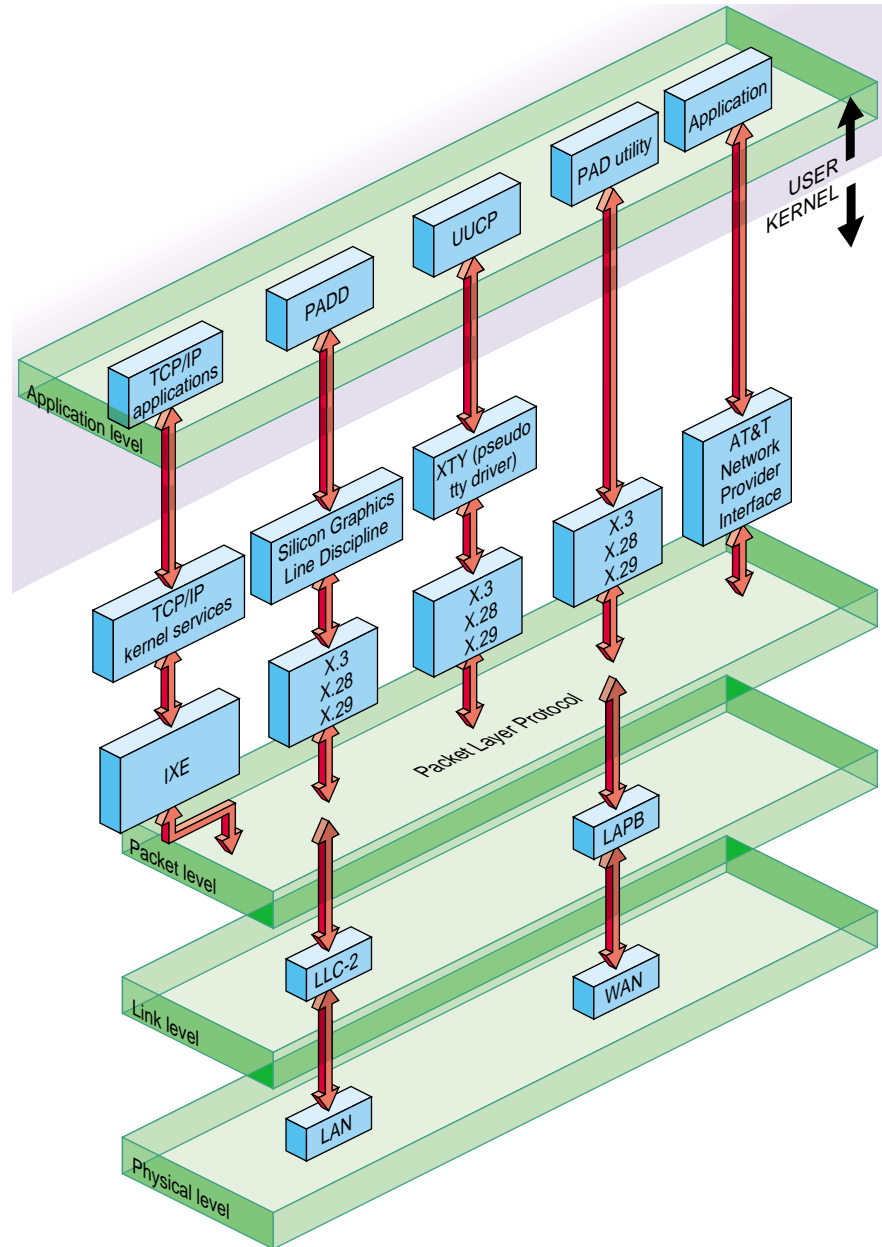 Application
PAD utility
USER
KERNEL
UUCP
PADD
TCP/IP
applications
Application level
AT&T
Network
Provider
Interface
XTY (pseudo
tty driver)
Silicon Graphics
Line Discipline
X.3
X.28
X.29
TCP/IP
kernel services
X.3
X.28
X.29
X.3
X.28
X.29
IXE
Packet Layer Protocol
Packet level
LAPB
LLC-2
Link level
WAN
LAN
Physical level